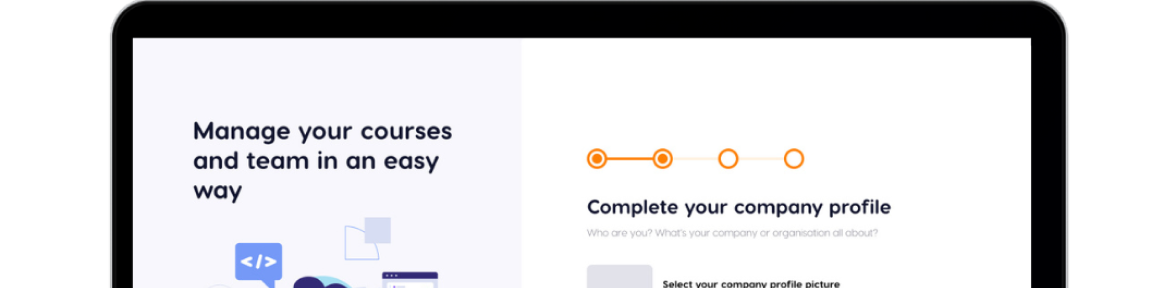 Manage your courses
and team in an easy
way
</>
Complete your company profile
Who are you? What's your company or organisation all about?
Select your company profile picture